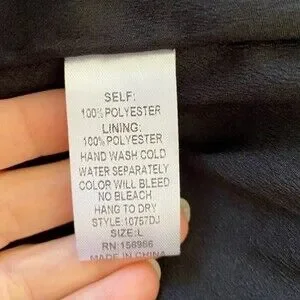 SELF:
100% POLYESTER
LINING:
100% POLYESTER
HAND WASH COLD
WATER SEPARATELY
COLOR WILL BLEED
NO BLEACH
HANG TO DRY
STYLE: 10757DJ
SIZE: L
RN: 156966
MADE IN CHINA